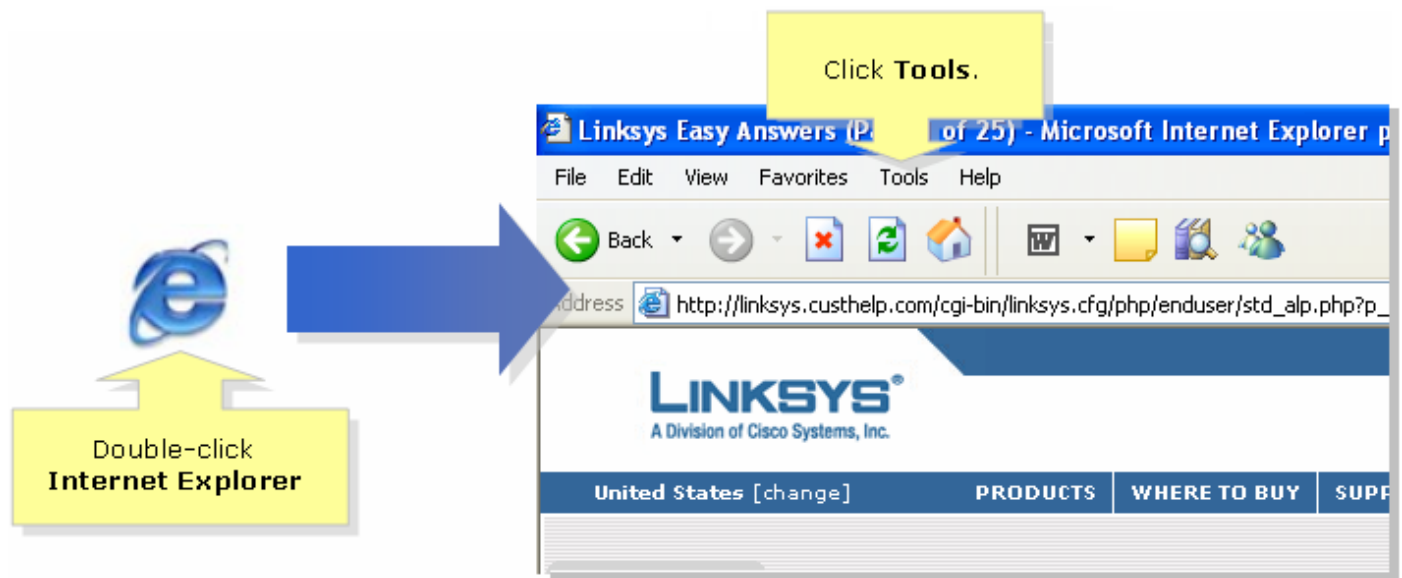 Click Tools.
Double-click
Internet Explorer
Linksys Easy Answers (P of 25) - Microsoft Internet Explorer p
File Edit View Favorites Tools Help
Back
Address http://linksys.custhelp.com/cgi-bin/linksys.cfg/php/enduser/std_alp.php?p_
LINKSYS®
A Division of Cisco Systems, Inc.
United States [change] PRODUCTS WHERE TO BUY SUPP